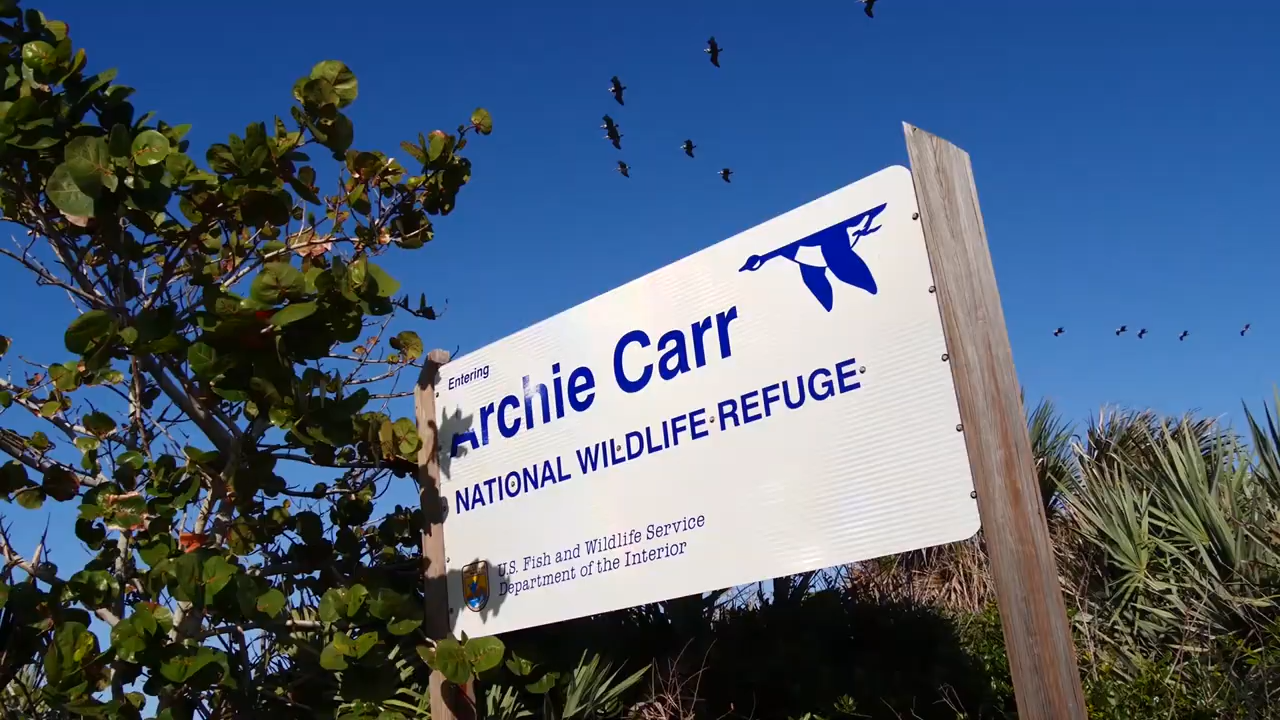 Entering
Archie Carr
NATIONAL WILDLIFE REFUGE
U.S. Fish and Wildlife Service
Department of the Interior